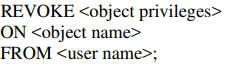 REVOKE <object privileges>
ON <object name>
FROM <user name>;